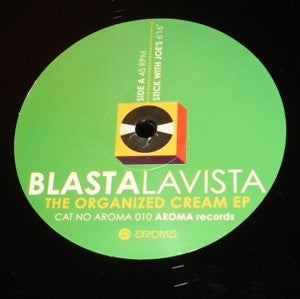 SIDE A 45 RPM
STICK WITH JOE'S 6'16"
BLASTALAVISTA
THE ORGANIZED CREAM EP
CAT NO AROMA 010 AROMA records
aroma